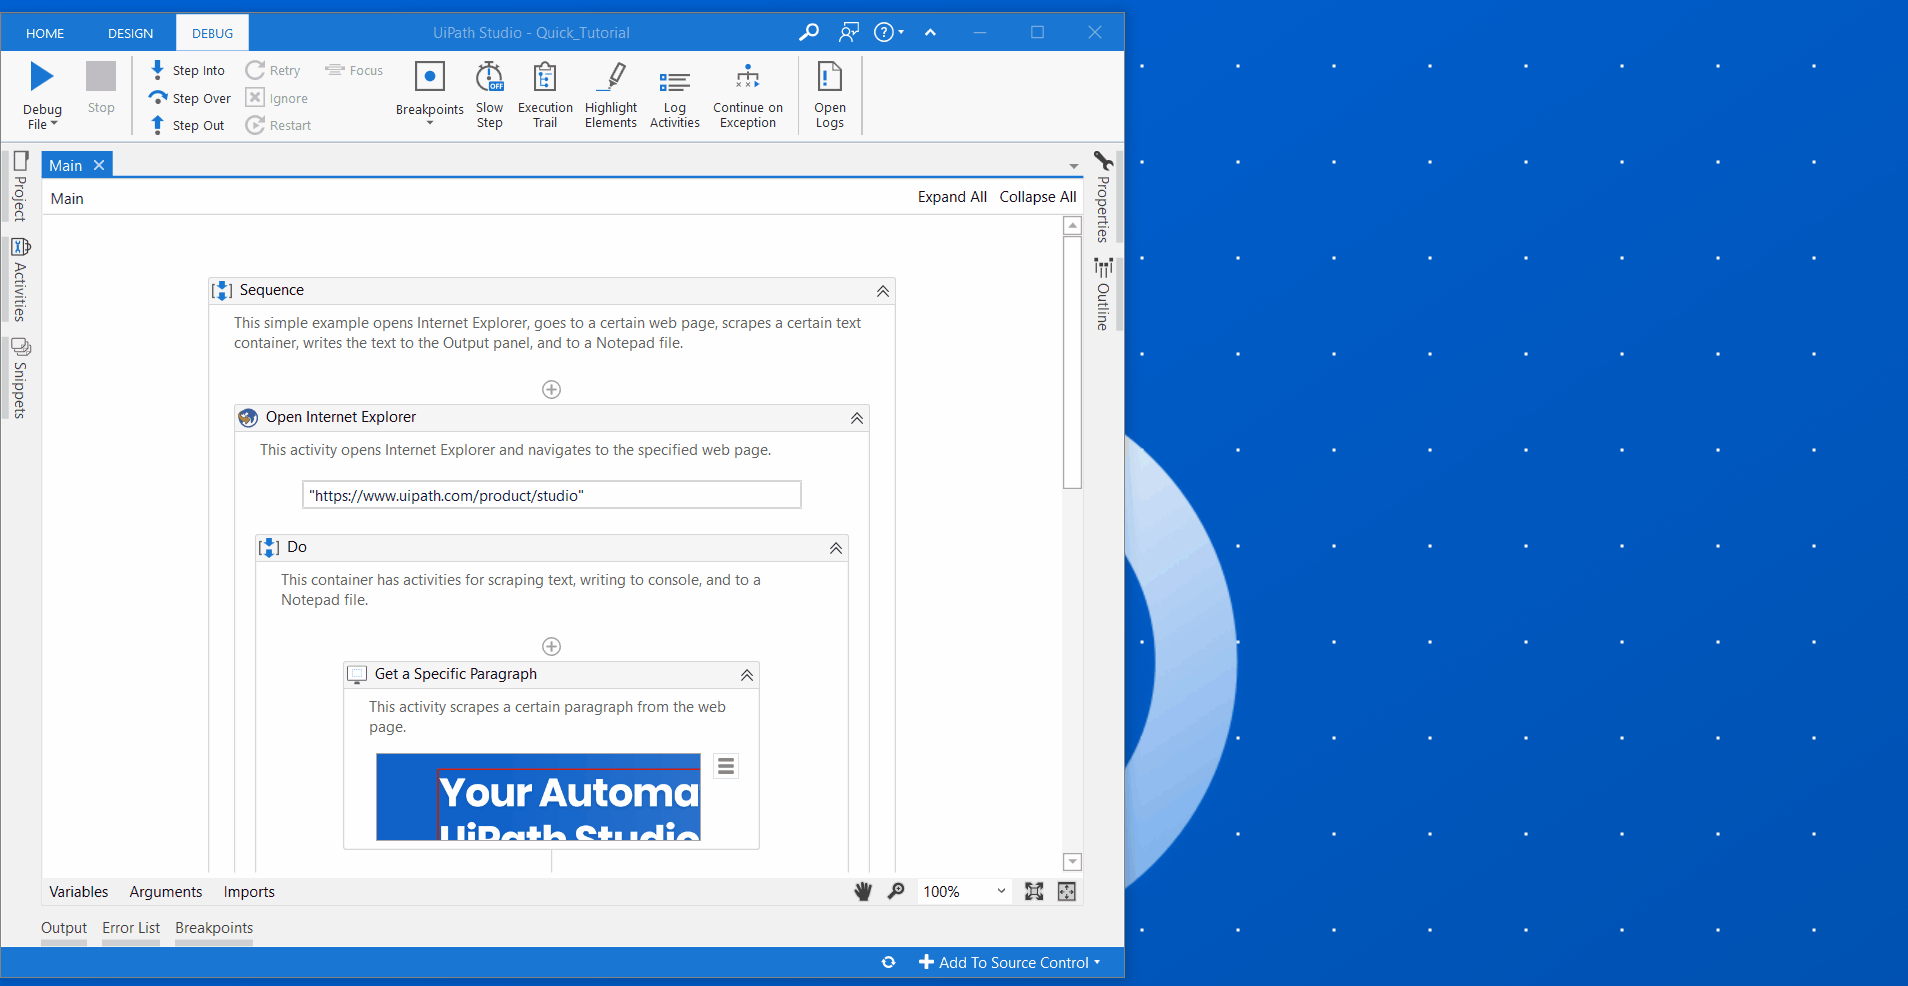 HOME DESIGN DEBUG UiPath Studio - Quick_Tutorial
Debug File
Stop
Step Into
Step Over
Step Out
Retry
Ignore
Restart
Focus
Breakpoints
Slow
Step
OFF
Execution
Trail
Highlight
Elements
Log
Activities
Continue on
Exception
Open
Logs
Project
Activities
Snippets
Main
Main
Expand All Collapse All
Properties
Outline
Sequence
This simple example opens Internet Explorer, goes to a certain web page, scrapes a certain text
container, writes the text to the Output panel, and to a Notepad file.
Open Internet Explorer
This activity opens Internet Explorer and navigates to the specified web page.
"https://www.uipath.com/product/studio"
Do
This container has activities for scraping text, writing to console, and to a
Notepad file.
Get a Specific Paragraph
This activity scrapes a certain paragraph from the web
page.
Your Automa
UiPath Studio
Variables Arguments Imports 100%
Output Error List Breakpoints
Add To Source Control